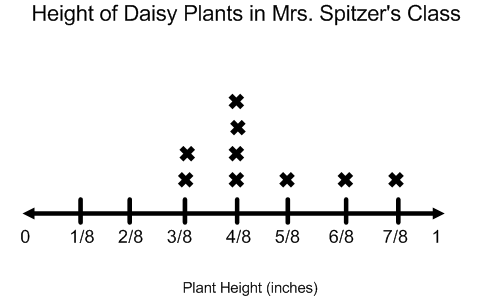 Height of Daisy Plants in Mrs. Spitzer's Class
0 1/8 2/8 3/8 4/8 5/8 6/8 7/8 1
Plant Height (inches)